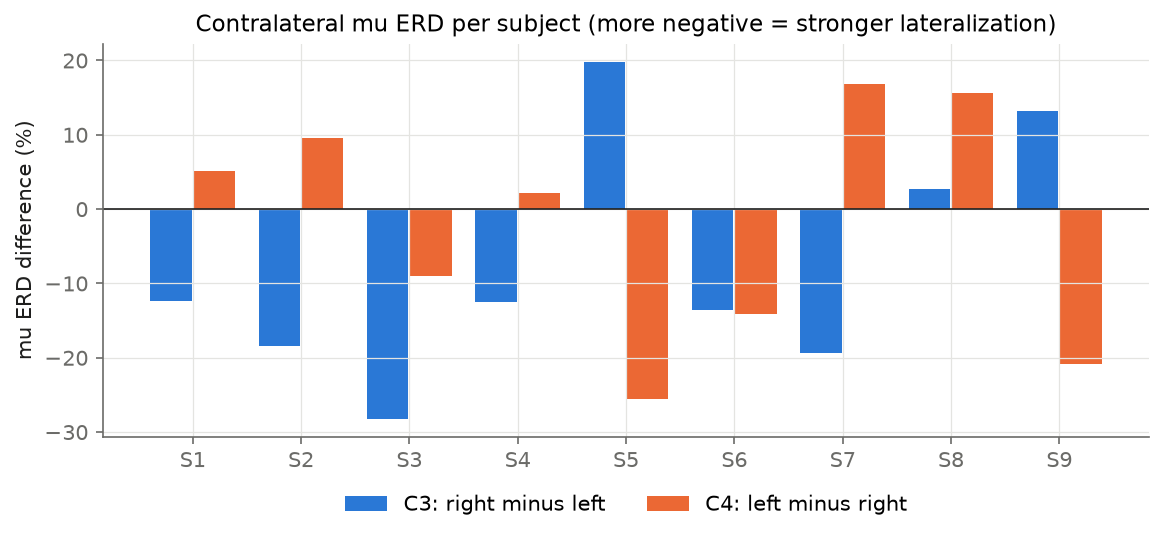 Contralateral mu ERD per subject (more negative = stronger lateralization)
mu ERD difference (%)
20
10
0
−10
−20
−30
S1 S2 S3 S4 S5 S6 S7 S8 S9
C3: right minus left C4: left minus right